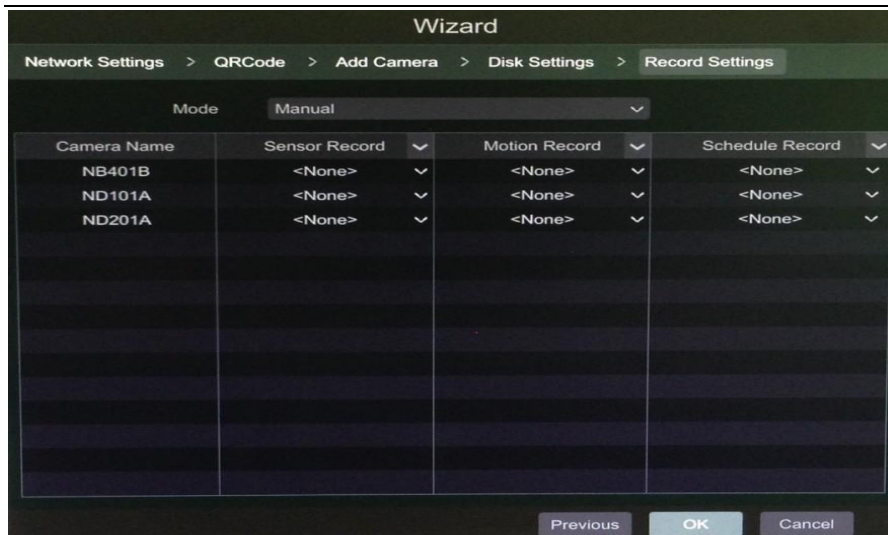 Wizard
Network Settings > QRCode > Add Camera > Disk Settings > Record Settings
Mode Manual
Camera Name Sensor Record Motion Record Schedule Record
NB401B <None> <None> <None>
ND101A <None> <None> <None>
ND201A <None> <None> <None>
Previous OK Cancel